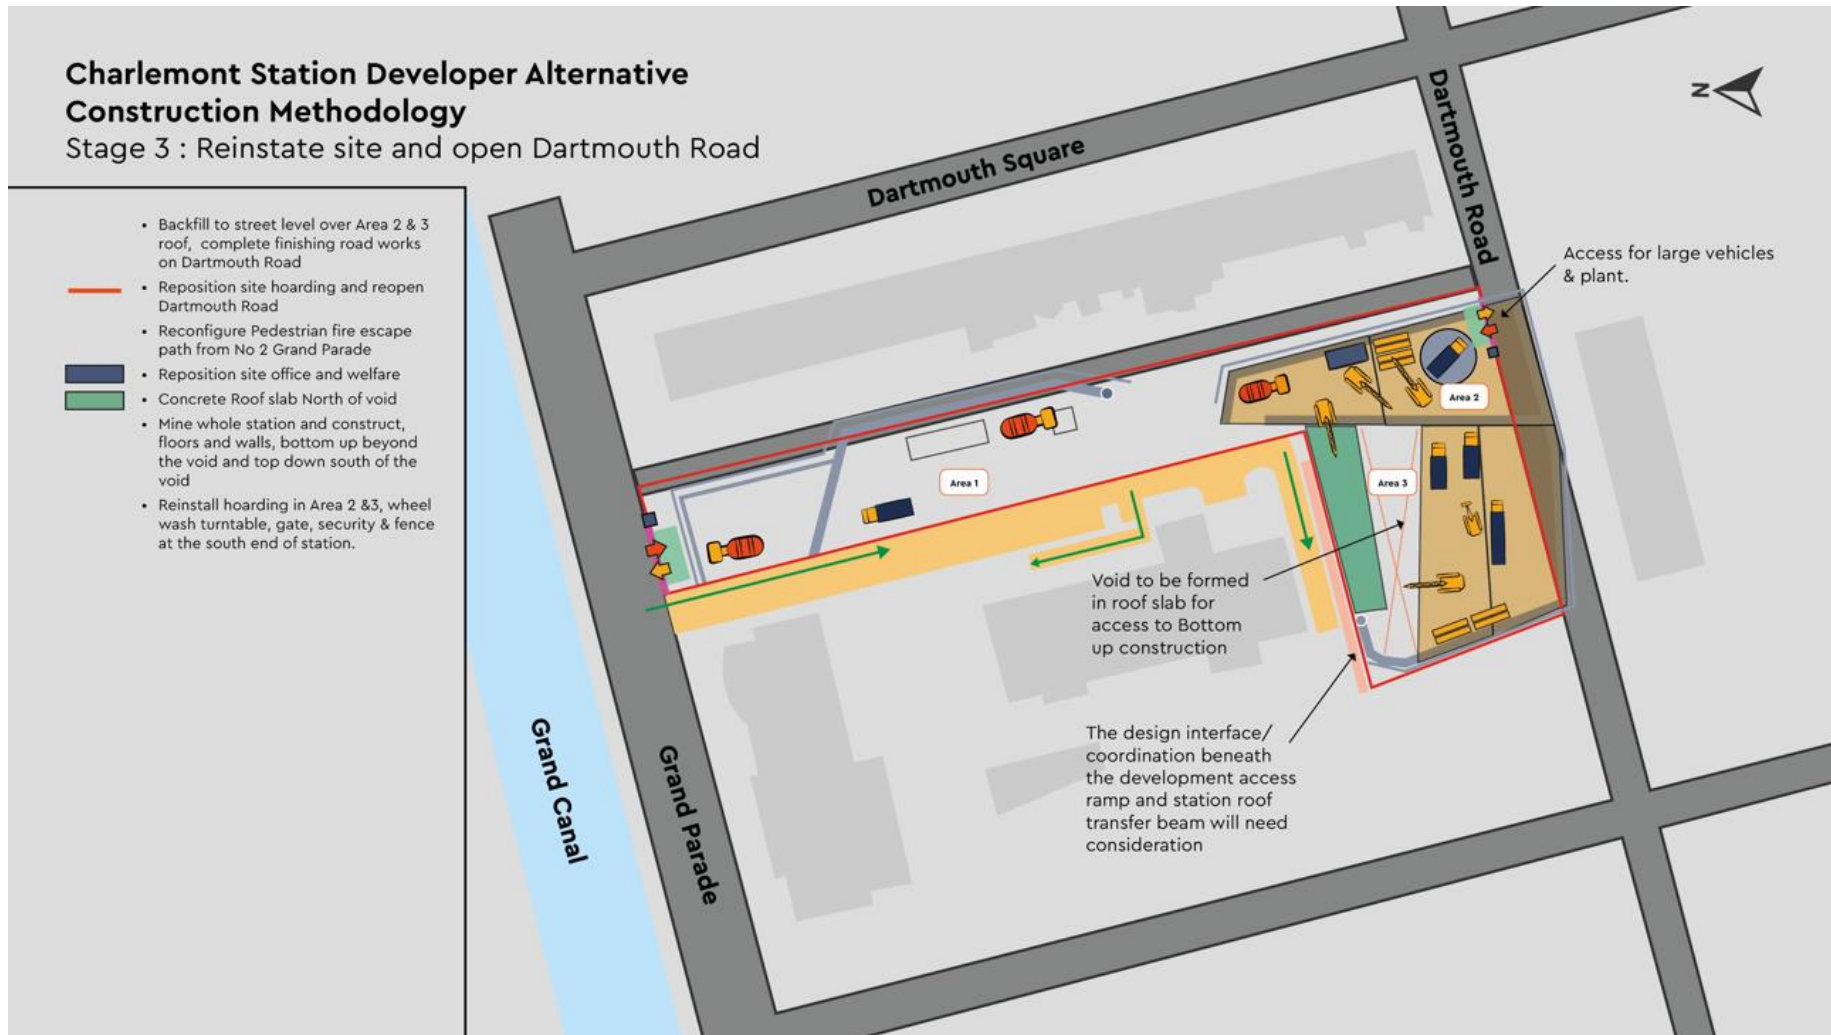 Charlemont Station Developer Alternative
Construction Methodology
Stage 3 : Reinstate site and open Dartmouth Road
• Backfill to street level over Area 2 & 3
roof, complete finishing road works
on Dartmouth Road
• Reposition site hoarding and reopen
Dartmouth Road
• Reconfigure Pedestrian fire escape
path from No 2 Grand Parade
• Reposition site office and welfare
• Concrete Roof slab North of void
• Mine whole station and construct,
floors and walls, bottom up beyond
the void and top down south of the
void
• Reinstall hoarding in Area 2 &3, wheel
wash turntable, gate, security & fence
at the south end of station.
Dartmouth Square
Dartmouth Road
N
Access for large vehicles
& plant.
Area 2
Area 1
Area 3
Void to be formed
in roof slab for
access to Bottom
up construction
The design interface/
coordination beneath
the development access
ramp and station roof
transfer beam will need
consideration
Grand Canal
Grand Parade